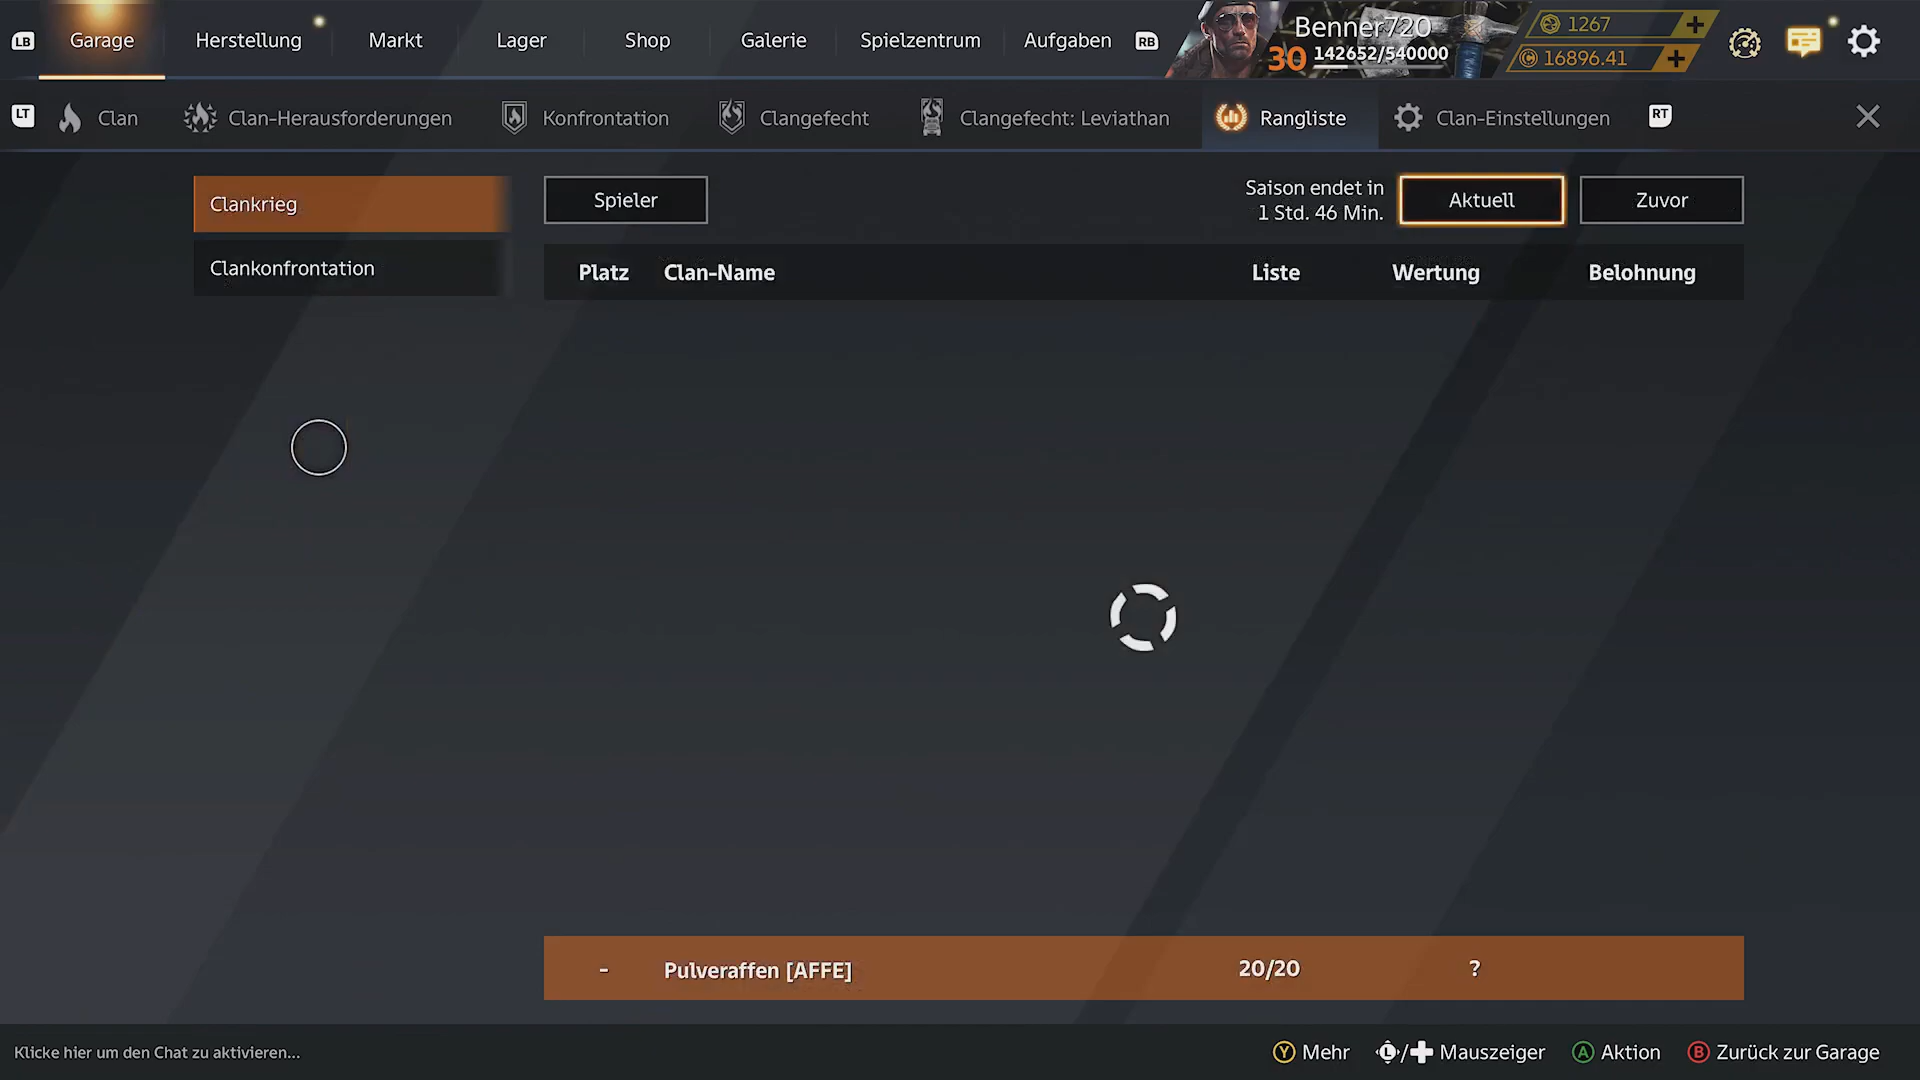 LB Garage Herstellung Markt Lager Shop Galerie Spielzentrum Aufgaben RB
Benner720
30 142652/540000
1267
16896.41
LT Clan Clan-Herausforderungen Konfrontation Clangefecht Clangefecht: Leviathan Rangliste Clan-Einstellungen RT
Clankrieg
Clankonfrontation
Spieler
Saison endet in
1 Std. 46 Min.
Aktuell
Zuvor
Platz Clan-Name Liste Wertung Belohnung
- Pulveraffen [AFFE] 20/20 ?
Klicke hier um den Chat zu aktivieren...
Y Mehr L/ Mauszeiger A Aktion B Zurück zur Garage